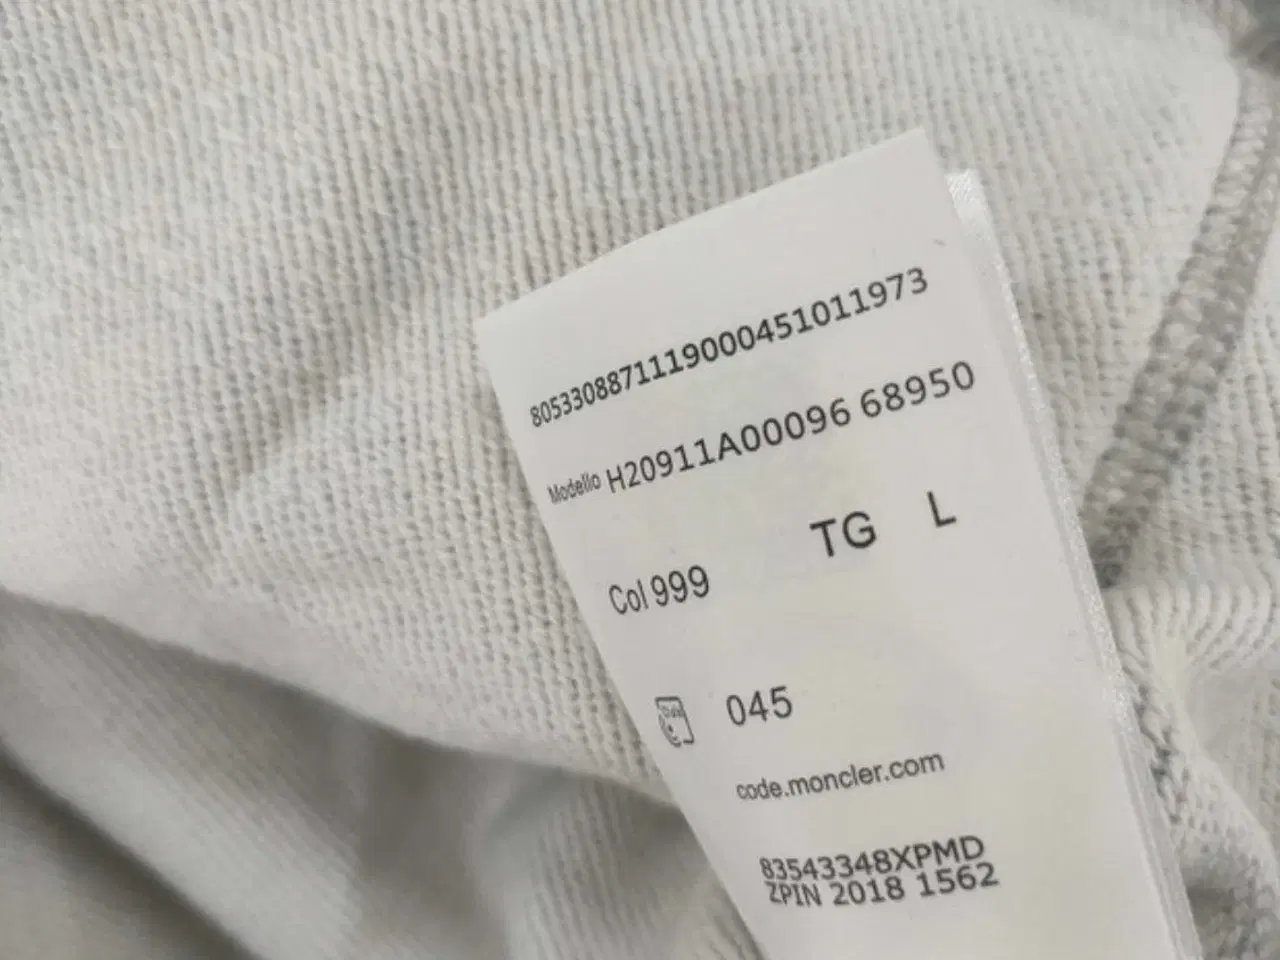 8053308871119000451011973
Modello H20911A00096 68950
TG L
Col 999
045
code.moncler.com
83543348XPMD
ZPIN 2018 1562